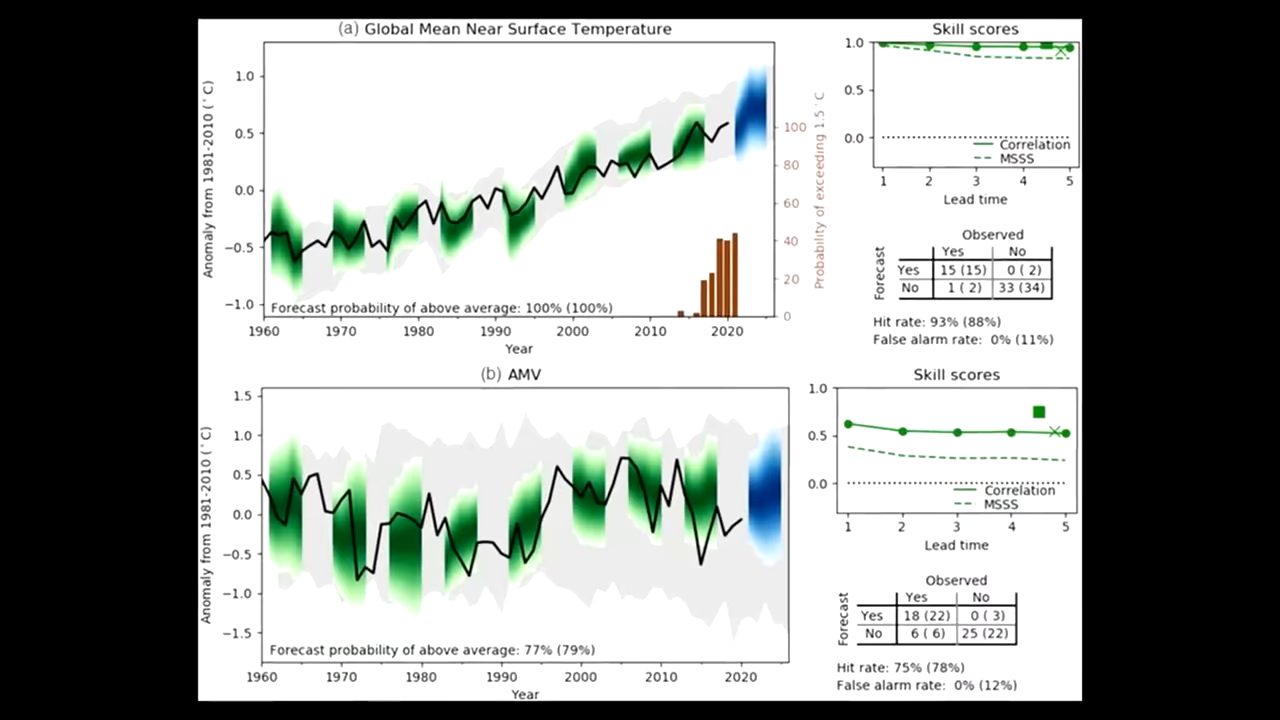 (a) Global Mean Near Surface Temperature
Anomaly from 1981-2010 (°C)
1.0
0.5
0.0
−0.5
−1.0
Forecast probability of above average: 100% (100%)
1960 1970 1980 1990 2000 2010 2020
Year
100
80
60
40
20
0
Probability of exceeding 1.5°C
Skill scores
1.0
0.5
0.0
Correlation
MSSS
1 2 3 4 5
Lead time
Observed
Forecast
Yes No
Yes 15 (15) 0 ( 2)
No 1 ( 2) 33 (34)
Hit rate: 93% (88%)
False alarm rate: 0% (11%)
(b) AMV
Anomaly from 1981-2010 (°C)
1.5
1.0
0.5
0.0
−0.5
−1.0
−1.5
Forecast probability of above average: 77% (79%)
1960 1970 1980 1990 2000 2010 2020
Year
Skill scores
1.0
0.5
0.0
Correlation
MSSS
1 2 3 4 5
Lead time
Observed
Forecast
Yes No
Yes 18 (22) 0 ( 3)
No 6 ( 6) 25 (22)
Hit rate: 75% (78%)
False alarm rate: 0% (12%)